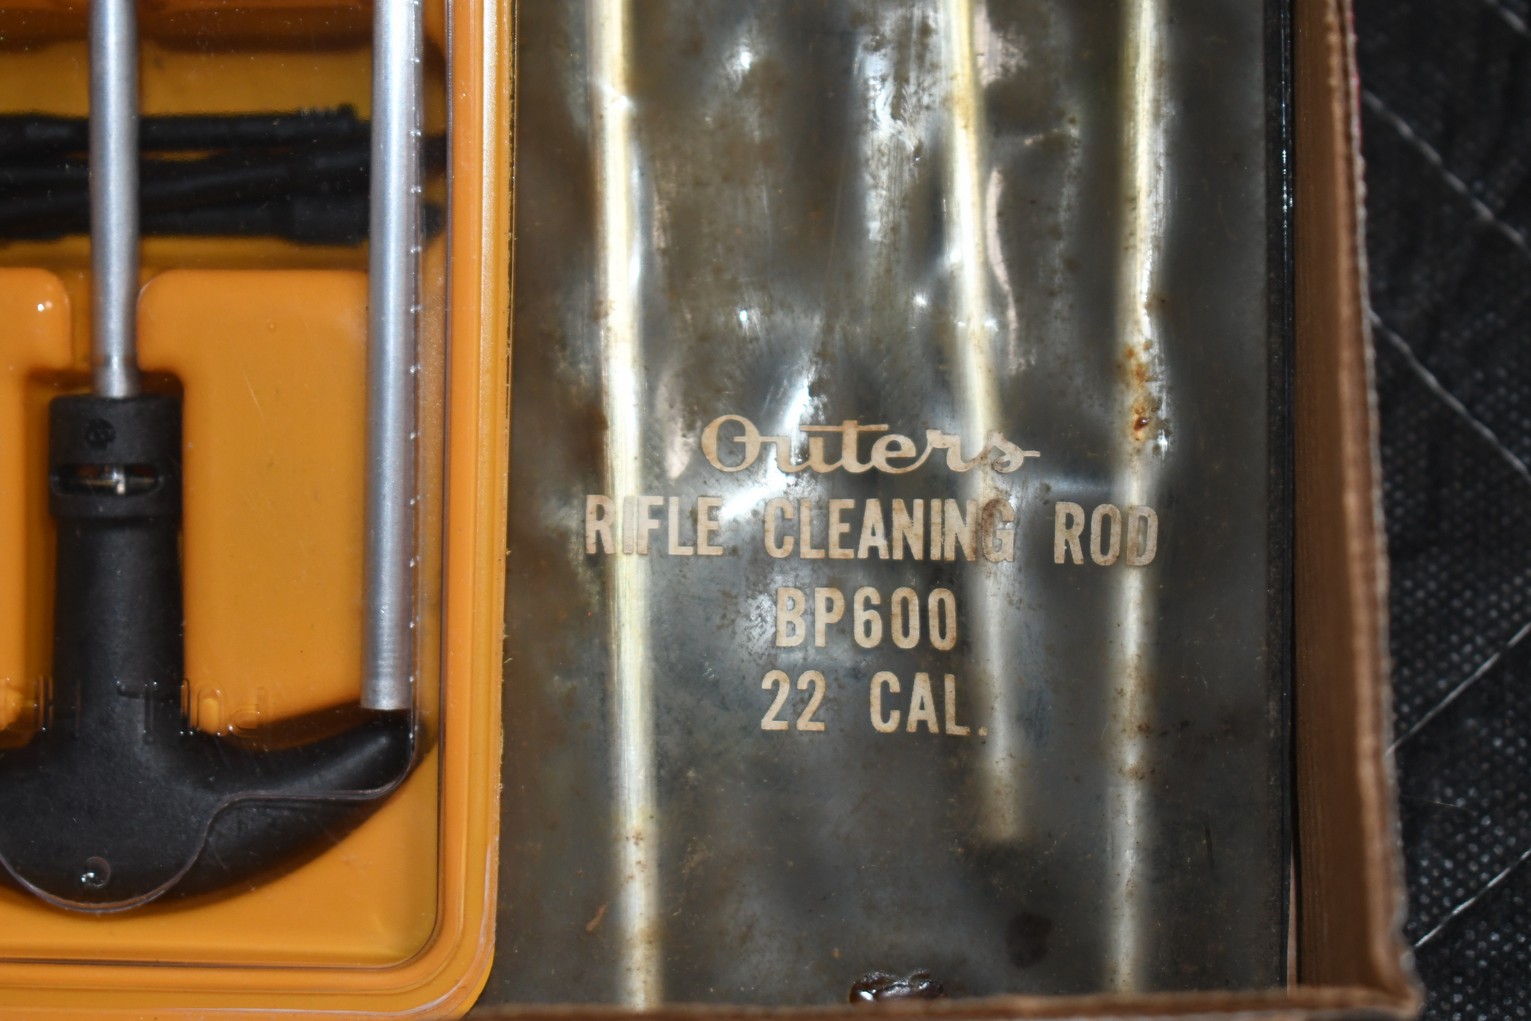 Outers
RIFLE CLEANING ROD
BP600
22 CAL.